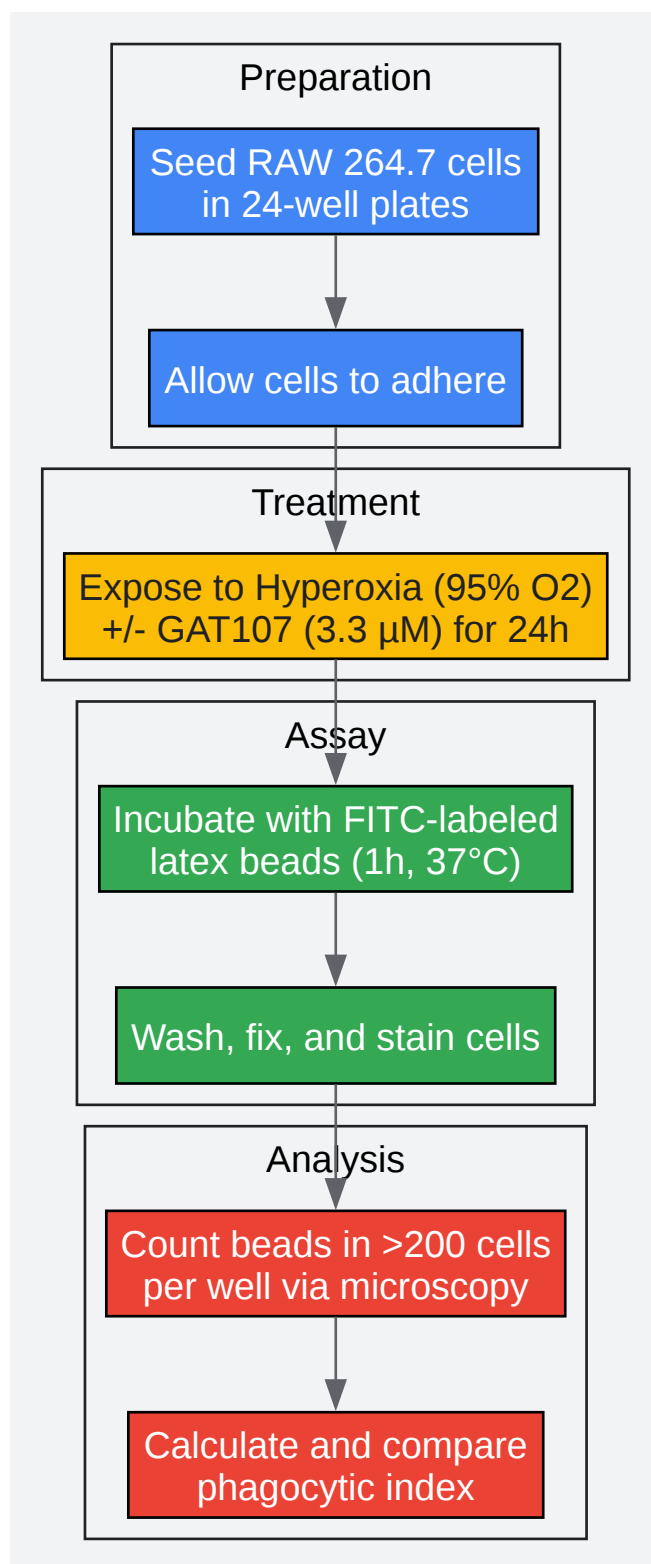 Preparation
Seed RAW 264.7 cells
in 24-well plates
Allow cells to adhere
Treatment
Expose to Hyperoxia (95% O2)
+/- GAT107 (3.3 µM) for 24h
Assay
Incubate with FITC-labeled
latex beads (1h, 37°C)
Wash, fix, and stain cells
Analysis
Count beads in >200 cells
per well via microscopy
Calculate and compare
phagocytic index